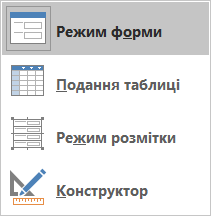 Режим форми
Подання таблиці
Режим розмітки
Конструктор